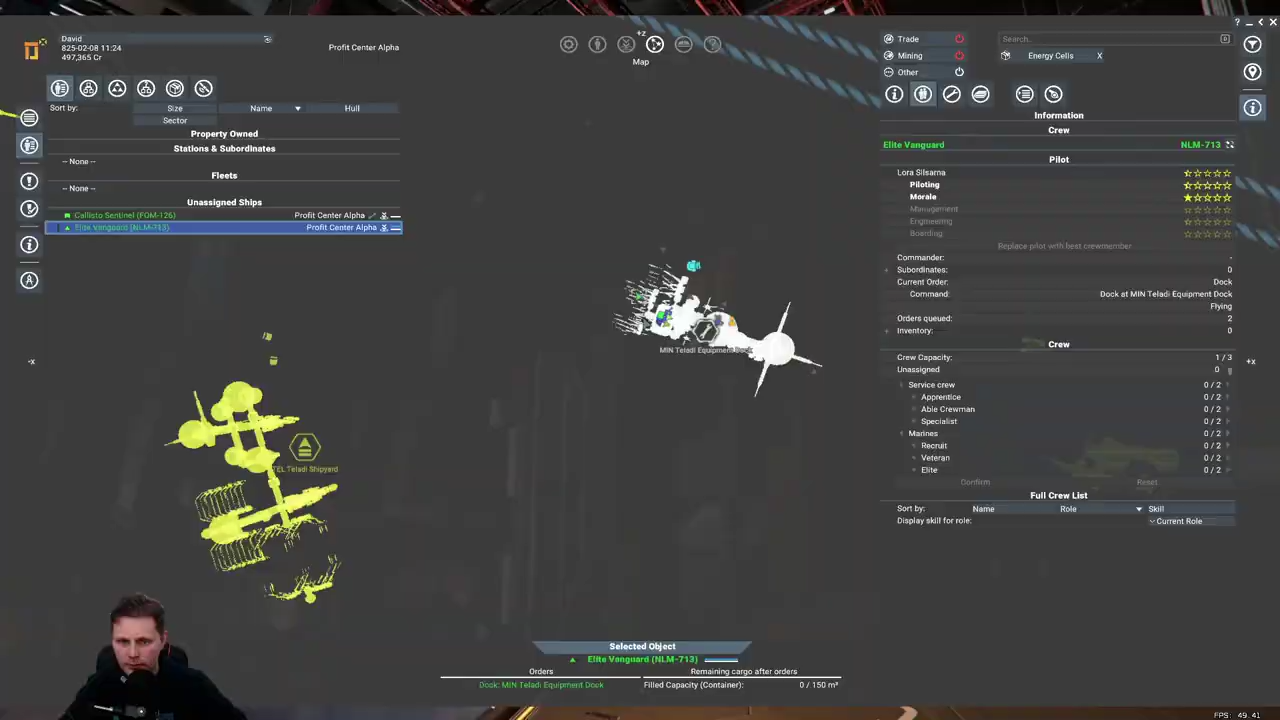 David
825-02-08 11:24
497,365 Cr
Profit Center Alpha
+z
Map
Sort by:
Size
Name
Hull
Sector
Property Owned
Stations & Subordinates
-- None --
Fleets
-- None --
Unassigned Ships
Callisto Sentinel (FOM-126)
Profit Center Alpha
Elite Vanguard (NLM-713)
Profit Center Alpha
-x
+x
MIN Teladi Equipment Dock
TEL Teladi Shipyard
Selected Object
Elite Vanguard (NLM-713)
Orders
Remaining cargo after orders
Dock: MIN Teladi Equipment Dock
Filled Capacity (Container):
0 / 150 m³
Trade
Mining
Other
Search...
Energy Cells
X
Information
Crew
Elite Vanguard
NLM-713
Pilot
Lora Silsarna
Piloting
Morale
Management
Engineering
Boarding
Replace pilot with best crewmember
Commander:
-
Subordinates:
0
Current Order:
Dock
Command:
Dock at MIN Teladi Equipment Dock
Flying
Orders queued:
2
Inventory:
0
Crew
Crew Capacity:
1 / 3
Unassigned
0
Service crew
0 / 2
Apprentice
0 / 2
Able Crewman
0 / 2
Specialist
0 / 2
Marines
0 / 2
Recruit
0 / 2
Veteran
0 / 2
Elite
0 / 2
Confirm
Reset
Full Crew List
Sort by:
Name
Role
Skill
Display skill for role:
Current Role
FPS: 49.41